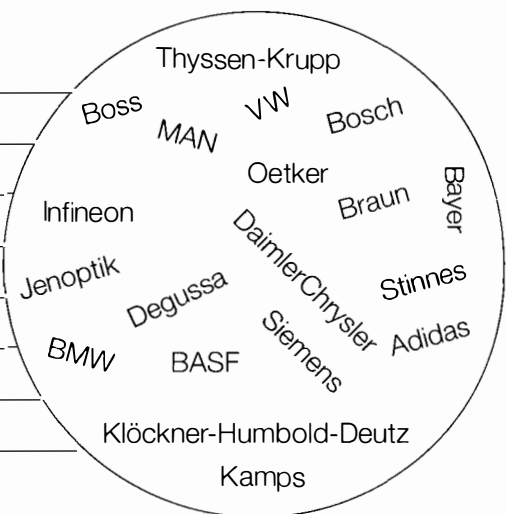 Thyssen-Krupp
Boss
VW
MAN
Bosch
Oetker
Bayer
Braun
Infineon
DaimlerChrysler
Jenoptik
Stinnes
Degussa
Siemens
Adidas
BMW
BASF
Klöckner-Humbold-Deutz
Kamps